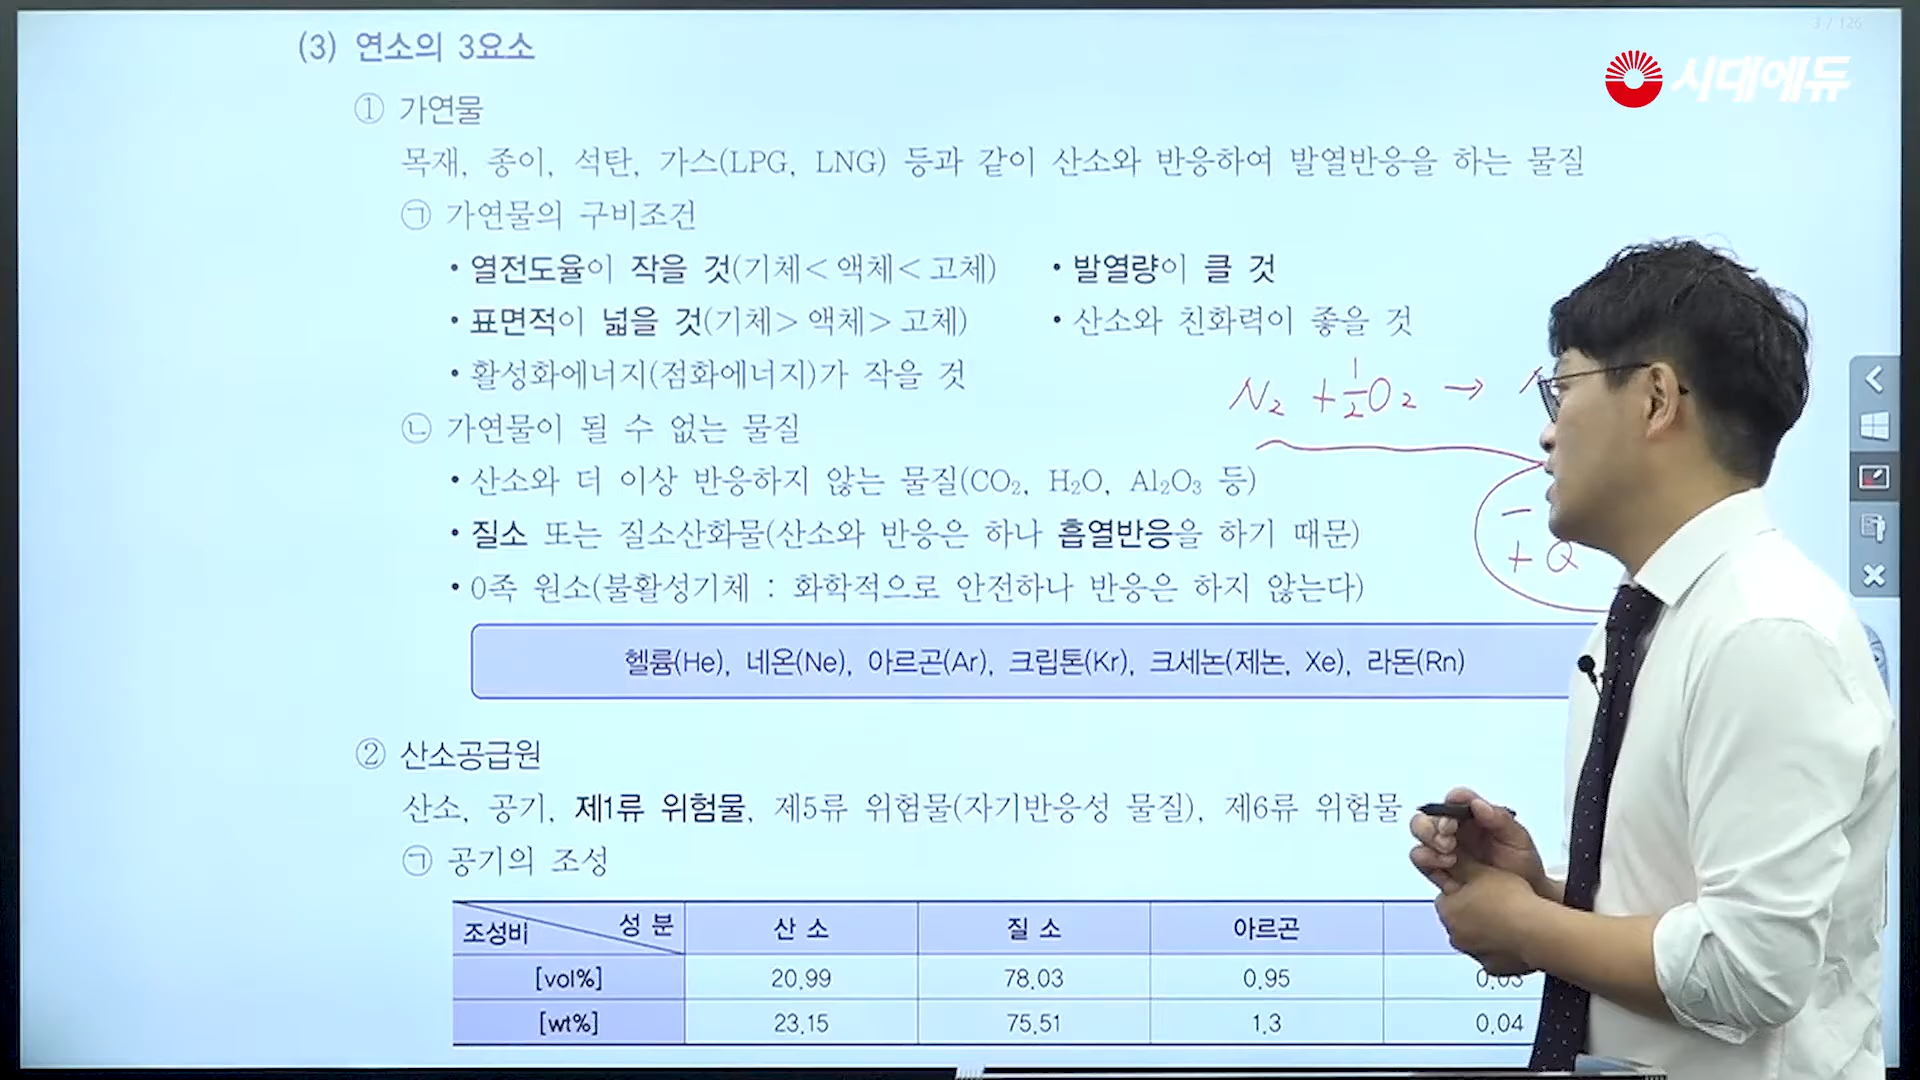 3 / 126
시대에듀
(3) 연소의 3요소
① 가연물
목재, 종이, 석탄, 가스(LPG, LNG) 등과 같이 산소와 반응하여 발열반응을 하는 물질
㉠ 가연물의 구비조건
• 열전도율이 작을 것(기체< 액체< 고체) • 발열량이 클 것
• 표면적이 넓을 것(기체> 액체> 고체) • 산소와 친화력이 좋을 것
• 활성화에너지(점화에너지)가 작을 것
N₂ + ½O₂ →
㉡ 가연물이 될 수 없는 물질
• 산소와 더 이상 반응하지 않는 물질(CO₂, H₂O, Al₂O₃ 등)
• 질소 또는 질소산화물(산소와 반응은 하나 흡열반응을 하기 때문)
−
+ Q
• 0족 원소(불활성기체 : 화학적으로 안전하나 반응은 하지 않는다)
헬륨(He), 네온(Ne), 아르곤(Ar), 크립톤(Kr), 크세논(제논, Xe), 라돈(Rn)
② 산소공급원
산소, 공기, 제1류 위험물, 제5류 위험물(자기반응성 물질), 제6류 위험물
㉠ 공기의 조성
조성비 성 분 산 소 질 소 아르곤
[vol%] 20.99 78.03 0.95 0.03
[wt%] 23.15 75.51 1.3 0.04